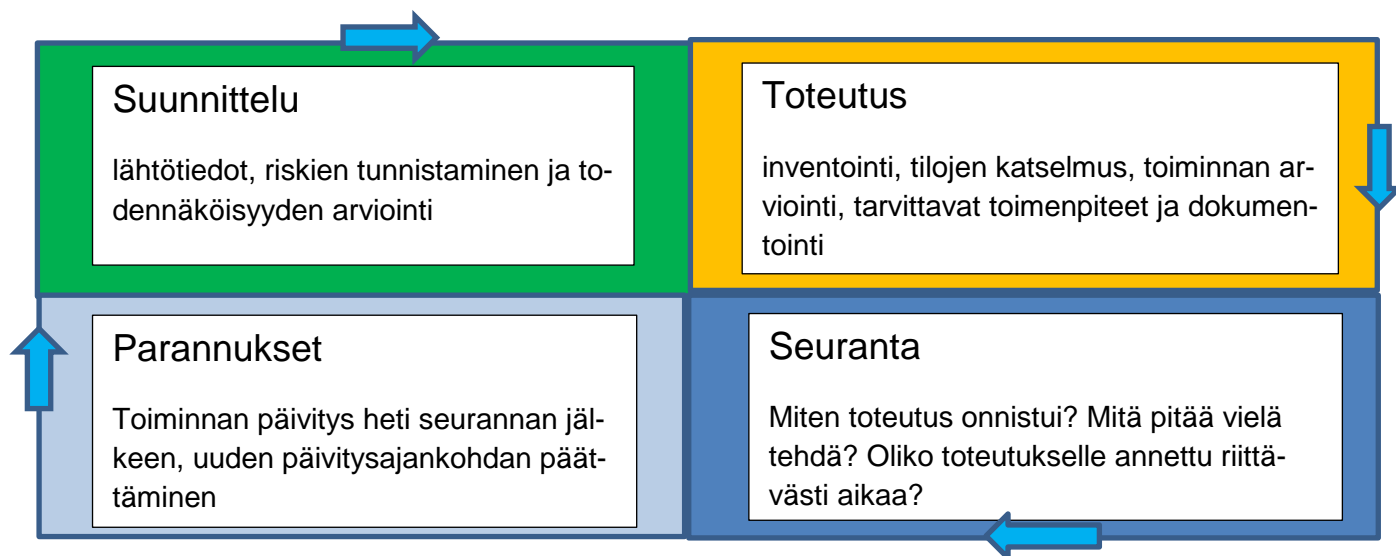 Suunnittelu
lähtötiedot, riskien tunnistaminen ja to-
dennäköisyyden arviointi
Toteutus
inventointi, tilojen katselmus, toiminnan ar-
viointi, tarvittavat toimenpiteet ja dokumen-
tointi
Parannukset
Toiminnan päivitys heti seurannan jäl-
keen, uuden päivitysajankohdan päät-
täminen
Seuranta
Miten toteutus onnistui? Mitä pitää vielä
tehdä? Oliko toteutukselle annettu riittä-
västi aikaa?